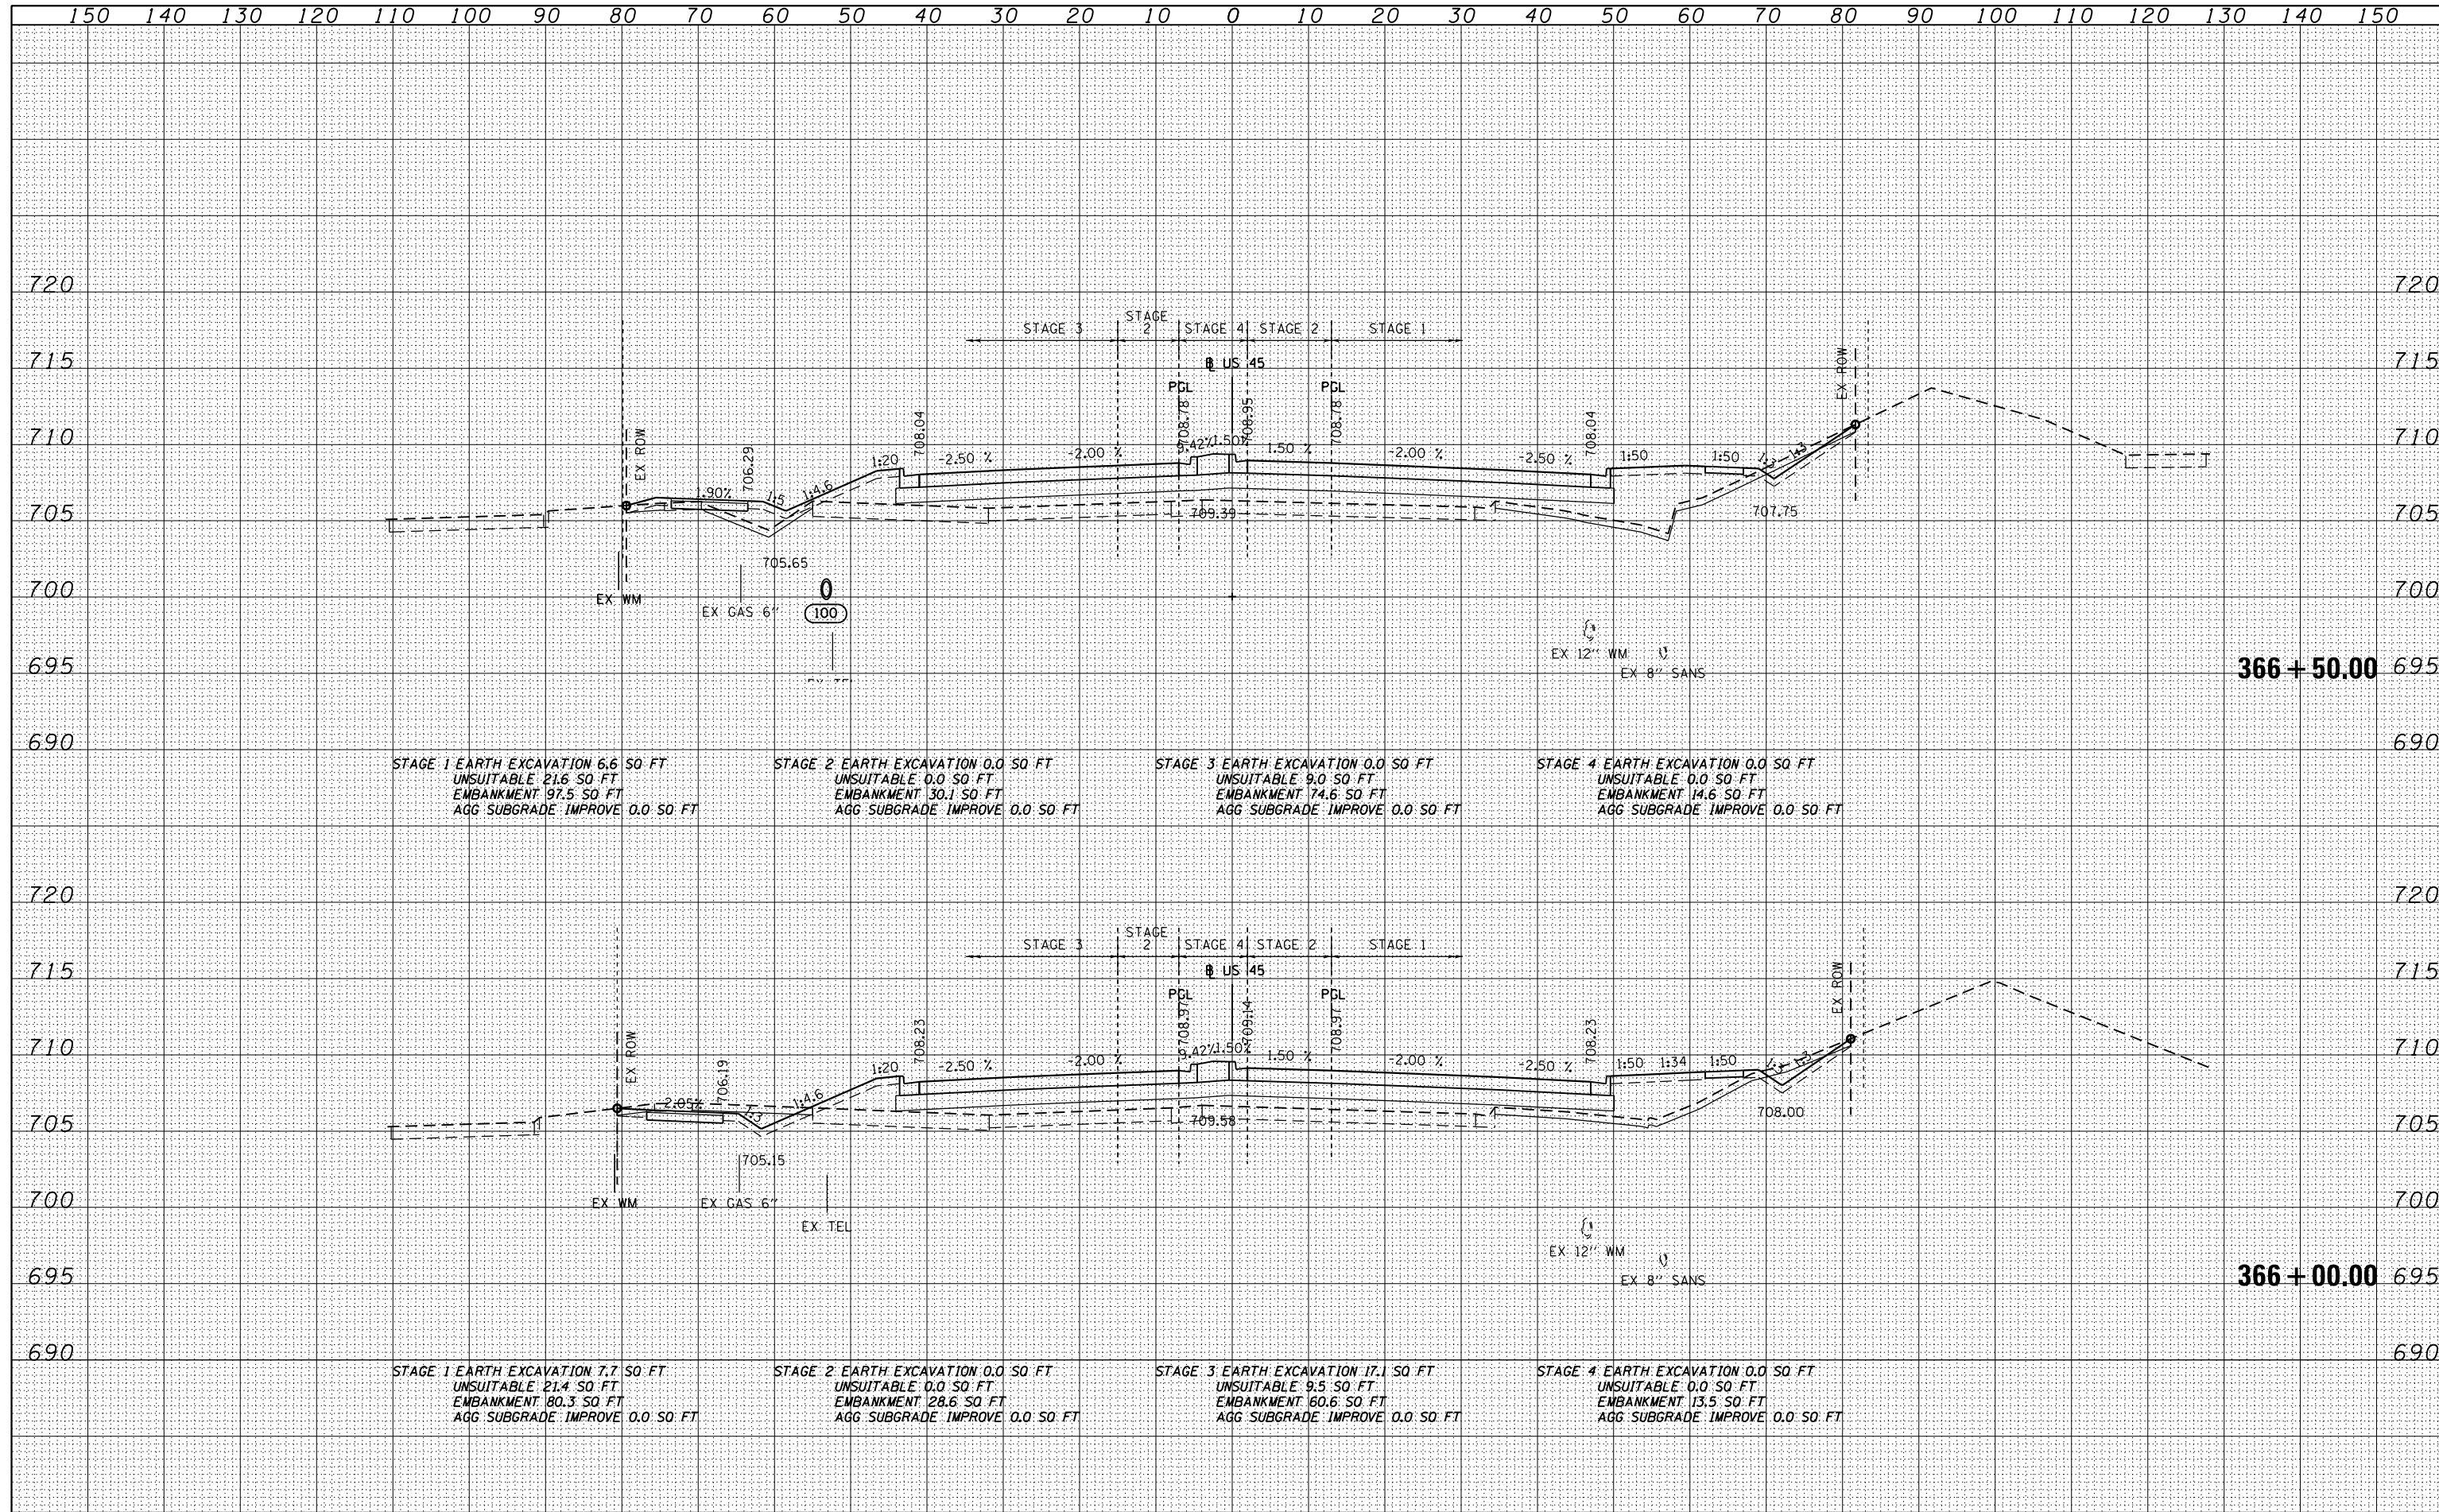 150 140 130 120 110 100 90 80 70 60 50 40 30 20 10 0 10 20 30 40 50 60 70 80 90 100 110 120 130 140 150
720 720
STAGE 3 STAGE 2 STAGE 4 STAGE 2 STAGE 1
715 715
B US 45
PGL PGL
EX ROW
EX ROW
708.04 708.78 708.95 708.78 708.04
710 710
706.29
1:20 -2.50 % -2.00 % 1.50% 1.50 % -2.00 % -2.50 % 1:50 1:50 1:3 1:3
1.90% 1:5 1:4.6
705 705
709.39 707.75
705.65
700 700
EX WM EX GAS 6" 100
EX 12" WM
EX 8" SANS
695 366 + 50.00 695
690 690
STAGE 1 EARTH EXCAVATION 6.6 SQ FT
UNSUITABLE 21.6 SQ FT
EMBANKMENT 97.5 SQ FT
AGG SUBGRADE IMPROVE 0.0 SQ FT
STAGE 2 EARTH EXCAVATION 0.0 SQ FT
UNSUITABLE 0.0 SQ FT
EMBANKMENT 30.1 SQ FT
AGG SUBGRADE IMPROVE 0.0 SQ FT
STAGE 3 EARTH EXCAVATION 0.0 SQ FT
UNSUITABLE 9.0 SQ FT
EMBANKMENT 74.6 SQ FT
AGG SUBGRADE IMPROVE 0.0 SQ FT
STAGE 4 EARTH EXCAVATION 0.0 SQ FT
UNSUITABLE 0.0 SQ FT
EMBANKMENT 14.6 SQ FT
AGG SUBGRADE IMPROVE 0.0 SQ FT
720 720
STAGE 3 STAGE 2 STAGE 4 STAGE 2 STAGE 1
715 715
B US 45
PGL PGL
EX ROW
EX ROW
708.23 708.97 709.14 708.97 708.23
710 710
706.19
1:20 -2.50 % -2.00 % 1.50% 1.50 % -2.00 % -2.50 % 1:50 1:34 1:50 1:3
2.05% 1:3 1:4.6
705 705
709.58 708.00
705.15
700 700
EX WM EX GAS 6"
EX TEL
EX 12" WM
EX 8" SANS
695 366 + 00.00 695
690 690
STAGE 1 EARTH EXCAVATION 7.7 SQ FT
UNSUITABLE 21.4 SQ FT
EMBANKMENT 80.3 SQ FT
AGG SUBGRADE IMPROVE 0.0 SQ FT
STAGE 2 EARTH EXCAVATION 0.0 SQ FT
UNSUITABLE 0.0 SQ FT
EMBANKMENT 28.6 SQ FT
AGG SUBGRADE IMPROVE 0.0 SQ FT
STAGE 3 EARTH EXCAVATION 17.1 SQ FT
UNSUITABLE 9.5 SQ FT
EMBANKMENT 60.6 SQ FT
AGG SUBGRADE IMPROVE 0.0 SQ FT
STAGE 4 EARTH EXCAVATION 0.0 SQ FT
UNSUITABLE 0.0 SQ FT
EMBANKMENT 13.5 SQ FT
AGG SUBGRADE IMPROVE 0.0 SQ FT